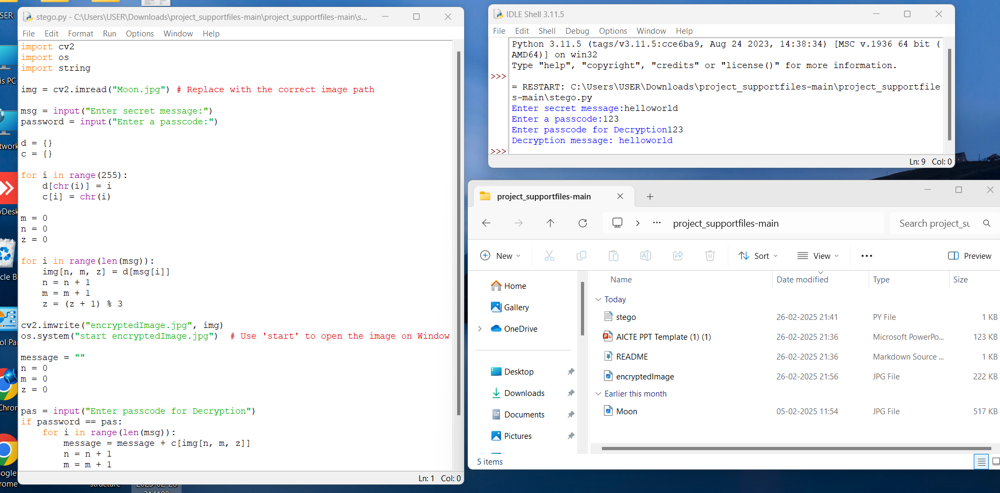 SER
is PC
twork
yDesk
cle B
ol Pa
Chror
ogle
rome
structure
stego.py - C:\Users\USER\Downloads\project_supportfiles-main\project_supportfiles-main\s...
File Edit Format Run Options Window Help
import cv2
import os
import string
img = cv2.imread("Moon.jpg") # Replace with the correct image path
msg = input("Enter secret message:")
password = input("Enter a passcode:")
d = {}
c = {}
for i in range(255):
    d[chr(i)] = i
    c[i] = chr(i)
m = 0
n = 0
z = 0
for i in range(len(msg)):
    img[n, m, z] = d[msg[i]]
    n = n + 1
    m = m + 1
    z = (z + 1) % 3
cv2.imwrite("encryptedImage.jpg", img)
os.system("start encryptedImage.jpg")  # Use 'start' to open the image on Window
message = ""
n = 0
m = 0
z = 0
pas = input("Enter passcode for Decryption")
if password == pas:
    for i in range(len(msg)):
        message = message + c[img[n, m, z]]
        n = n + 1
        m = m + 1
Ln: 1 Col: 0
IDLE Shell 3.11.5
File Edit Shell Debug Options Window Help
Python 3.11.5 (tags/v3.11.5:cce6ba9, Aug 24 2023, 14:38:34) [MSC v.1936 64 bit (
AMD64)] on win32
Type "help", "copyright", "credits" or "license()" for more information.
>>>
= RESTART: C:\Users\USER\Downloads\project_supportfiles-main\project_supportfile
s-main\stego.py
Enter secret message:helloworld
Enter a passcode:123
Enter passcode for Decryption123
Decryption message: helloworld
>>>
Ln: 9 Col: 0
project_supportfiles-main
project_supportfiles-main
Search project_su
New Sort View Preview
Home
Gallery
OneDrive
Desktop
Downloads
Documents
Pictures
Name Date modified Type Size
Today
stego 26-02-2025 21:41 PY File 1 KB
AICTE PPT Template (1) (1) 26-02-2025 21:36 Microsoft PowerPo... 123 KB
README 26-02-2025 21:36 Markdown Source ... 1 KB
encryptedImage 26-02-2025 21:56 JPG File 222 KB
Earlier this month
Moon 05-02-2025 11:54 JPG File 517 KB
5 items